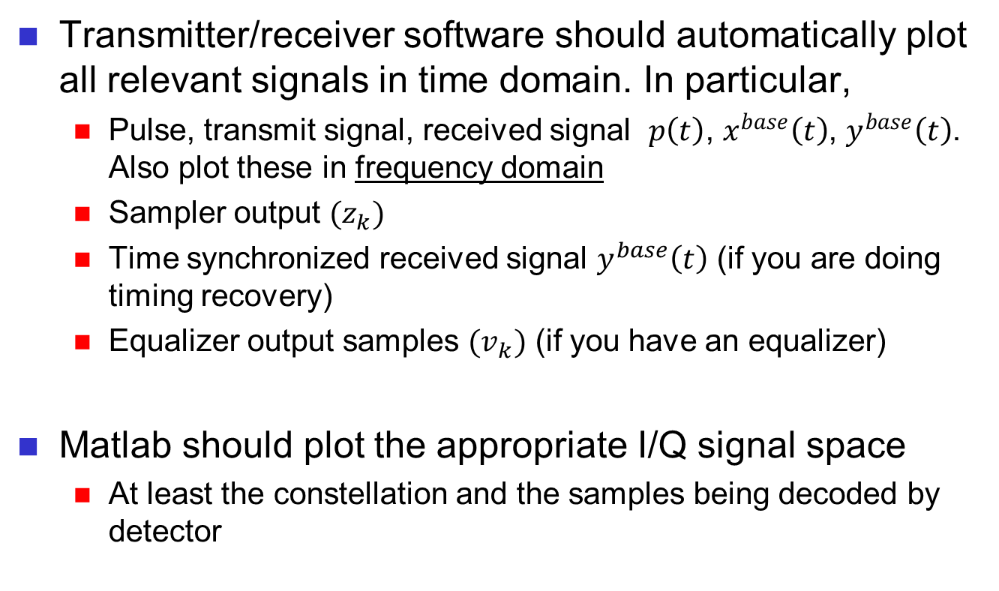 Transmitter/receiver software should automatically plot
all relevant signals in time domain. In particular,
Pulse, transmit signal, received signal p(t), x^{base}(t), y^{base}(t).
Also plot these in frequency domain
Sampler output (z_k)
Time synchronized received signal y^{base}(t) (if you are doing
timing recovery)
Equalizer output samples (v_k) (if you have an equalizer)
Matlab should plot the appropriate I/Q signal space
At least the constellation and the samples being decoded by
detector